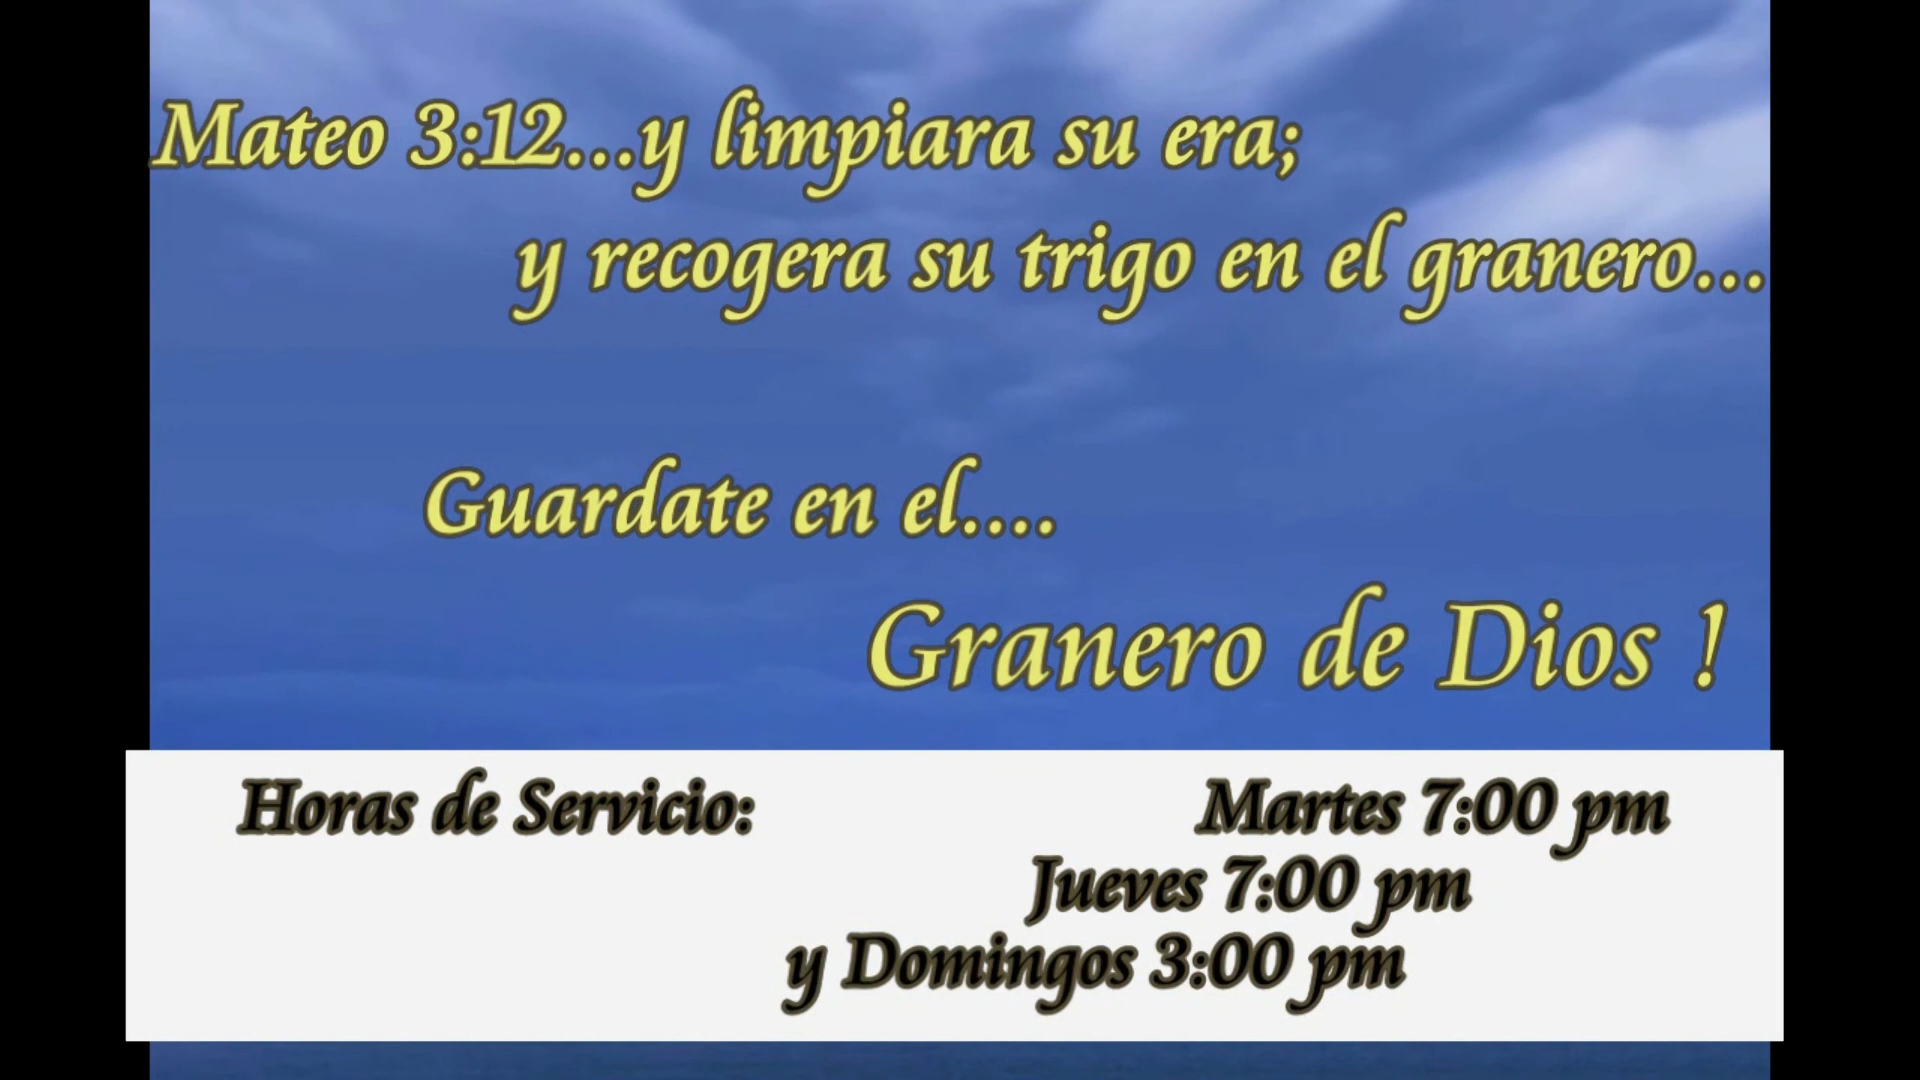 Mateo 3:12...y limpiara su era;
y recogera su trigo en el granero...
Guardate en el....
Granero de Dios !
Horas de Servicio: Martes 7:00 pm
Jueves 7:00 pm
y Domingos 3:00 pm